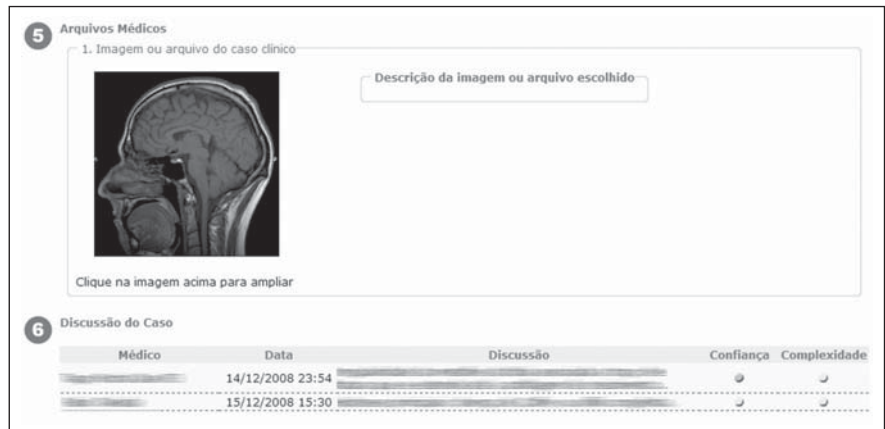 5
Arquivos Médicos
1. Imagem ou arquivo do caso clínico
Descrição da imagem ou arquivo escolhido
Clique na imagem acima para ampliar
6
Discussão do Caso
Médico Data Discussão Confiança Complexidade
14/12/2008 23:54
15/12/2008 15:30